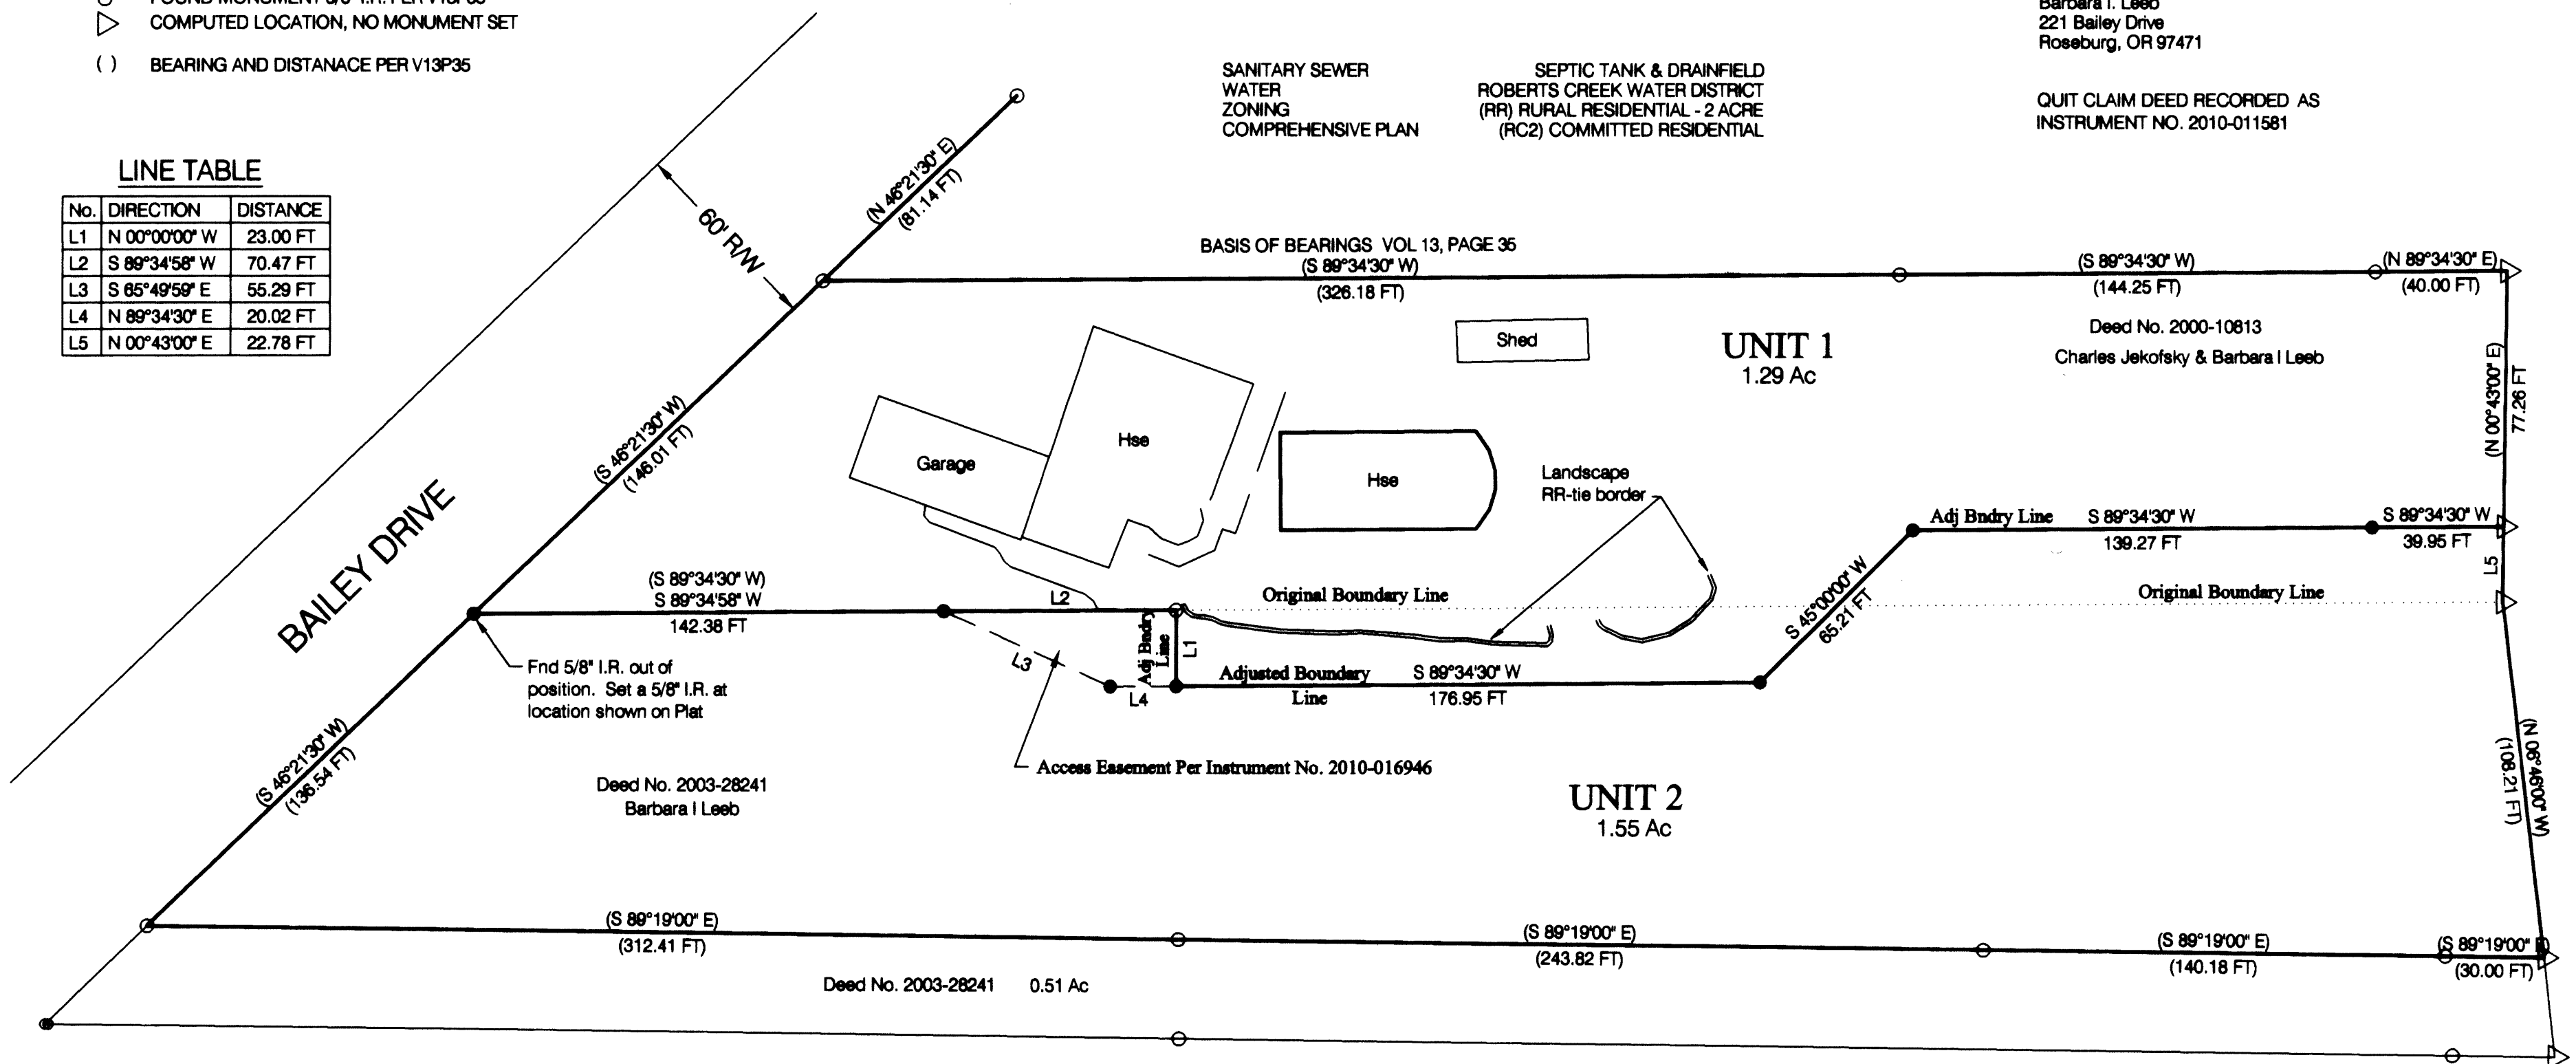 COMPUTED LOCATION, NO MONUMENT SET
( ) BEARING AND DISTANACE PER V13P35
Barbara I. Leeb
221 Bailey Drive
Roseburg, OR 97471
SANITARY SEWER SEPTIC TANK & DRAINFIELD
WATER ROBERTS CREEK WATER DISTRICT
ZONING (RR) RURAL RESIDENTIAL - 2 ACRE
COMPREHENSIVE PLAN (RC2) COMMITTED RESIDENTIAL
QUIT CLAIM DEED RECORDED AS
INSTRUMENT NO. 2010-011581
LINE TABLE
No. DIRECTION DISTANCE
L1 N 00°00'00" W 23.00 FT
L2 S 89°34'58" W 70.47 FT
L3 S 65°49'59" E 55.29 FT
L4 N 89°34'30" E 20.02 FT
L5 N 00°43'00" E 22.78 FT
(N 46°21'30" E)
(81.14 FT)
60' R/W
BASIS OF BEARINGS VOL 13, PAGE 35
(S 89°34'30" W)
(326.18 FT)
(S 89°34'30" W)
(144.25 FT)
(N 89°34'30" E)
(40.00 FT)
Shed
UNIT 1
1.29 Ac
Deed No. 2000-10813
Charles Jekofsky & Barbara I Leeb
(N 00°43'00" E)
77.26 FT
(S 46°21'30" W)
(146.01 FT)
Garage
Hse
Hse
Landscape
RR-tie border
BAILEY DRIVE
Adj Bndry Line S 89°34'30" W
139.27 FT
S 89°34'30" W
39.95 FT
L5
(S 89°34'30" W)
S 89°34'58" W
142.38 FT
L2
Original Boundary Line
Original Boundary Line
S 45°00'00" W
65.21 FT
Adj Bndry
Line
L1
L3
L4
Adjusted Boundary S 89°34'30" W
Line 176.95 FT
Fnd 5/8" I.R. out of
position. Set a 5/8" I.R. at
location shown on Plat
Access Easement Per Instrument No. 2010-016946
(S 46°21'30" W)
(136.54 FT)
Deed No. 2003-28241
Barbara I Leeb
UNIT 2
1.55 Ac
(N 06°46'00" W)
(108.21 FT)
(S 89°19'00" E)
(312.41 FT)
(S 89°19'00" E)
(243.82 FT)
(S 89°19'00" E)
(140.18 FT)
(S 89°19'00" E)
(30.00 FT)
Deed No. 2003-28241 0.51 Ac